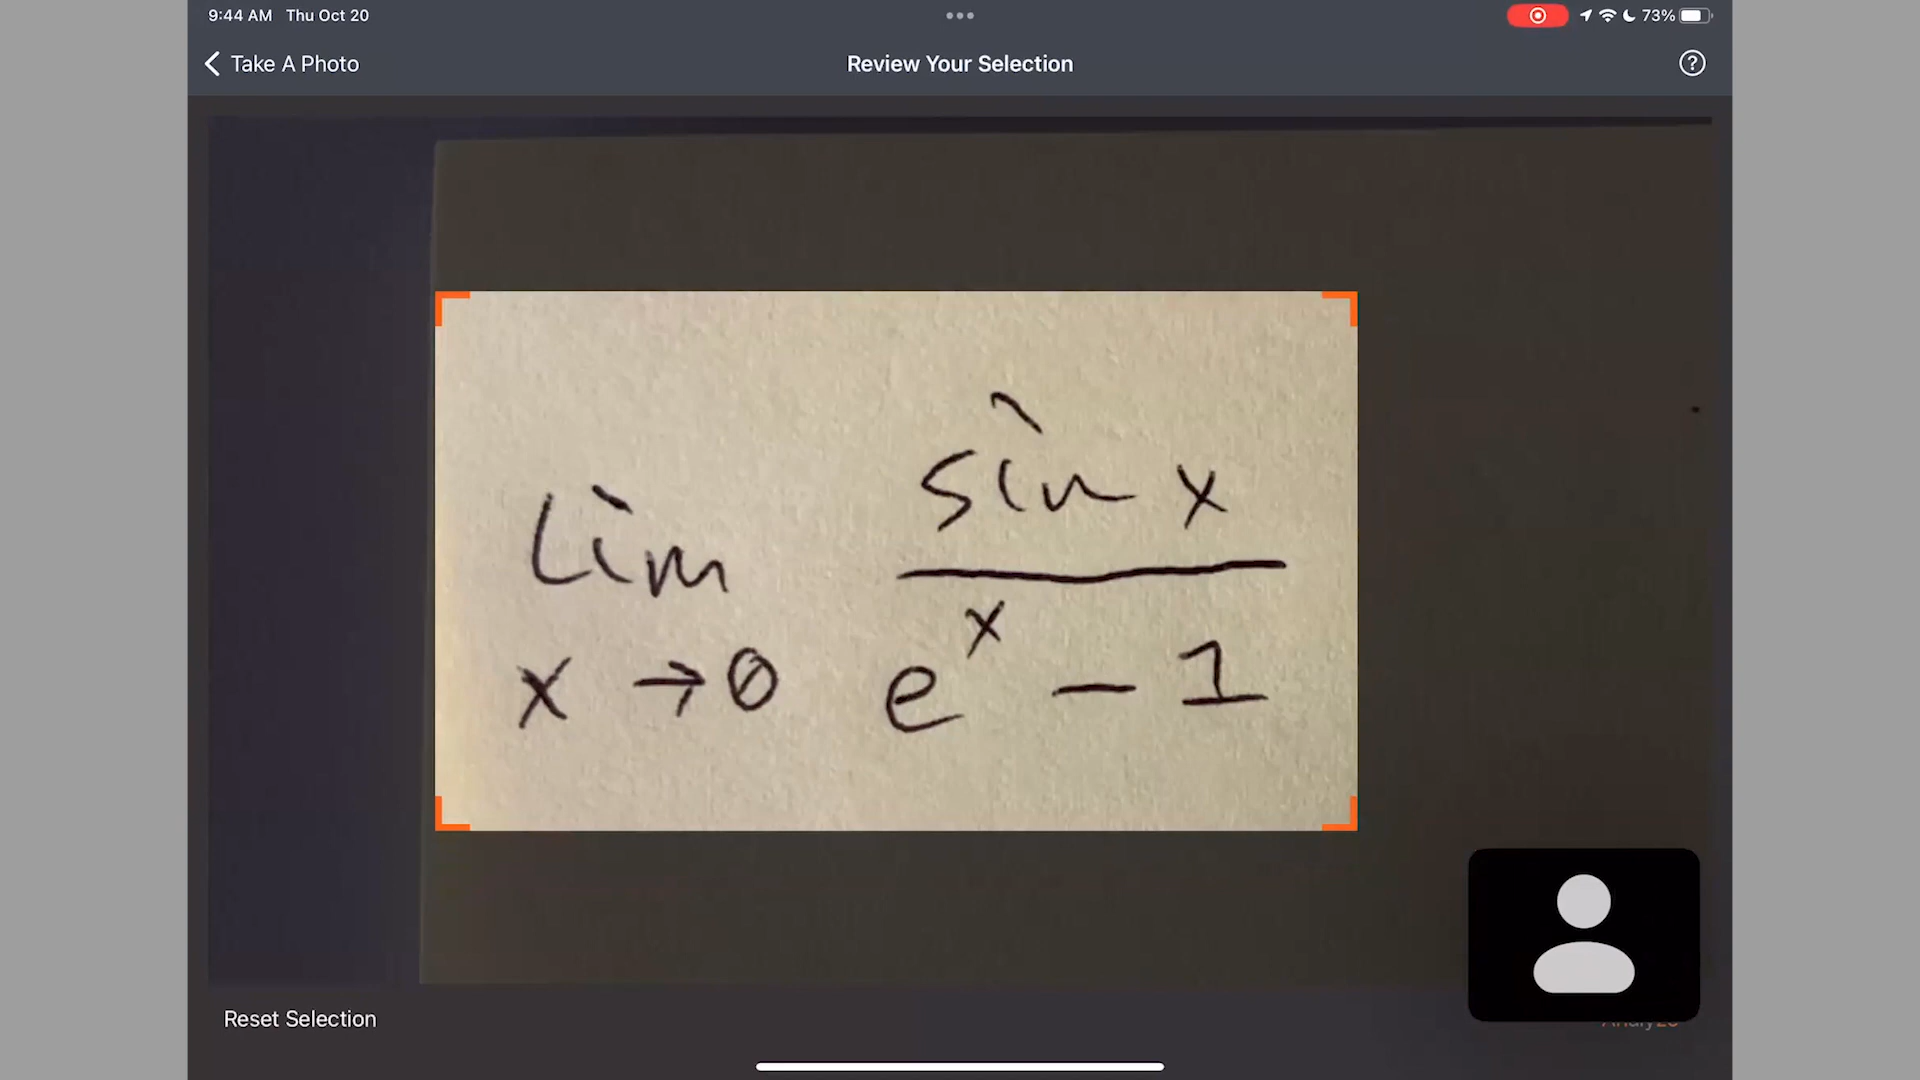 9:44 AM Thu Oct 20
73%
Take A Photo
Review Your Selection
?
sin x
lim
x
x → 0 e - 1
Reset Selection